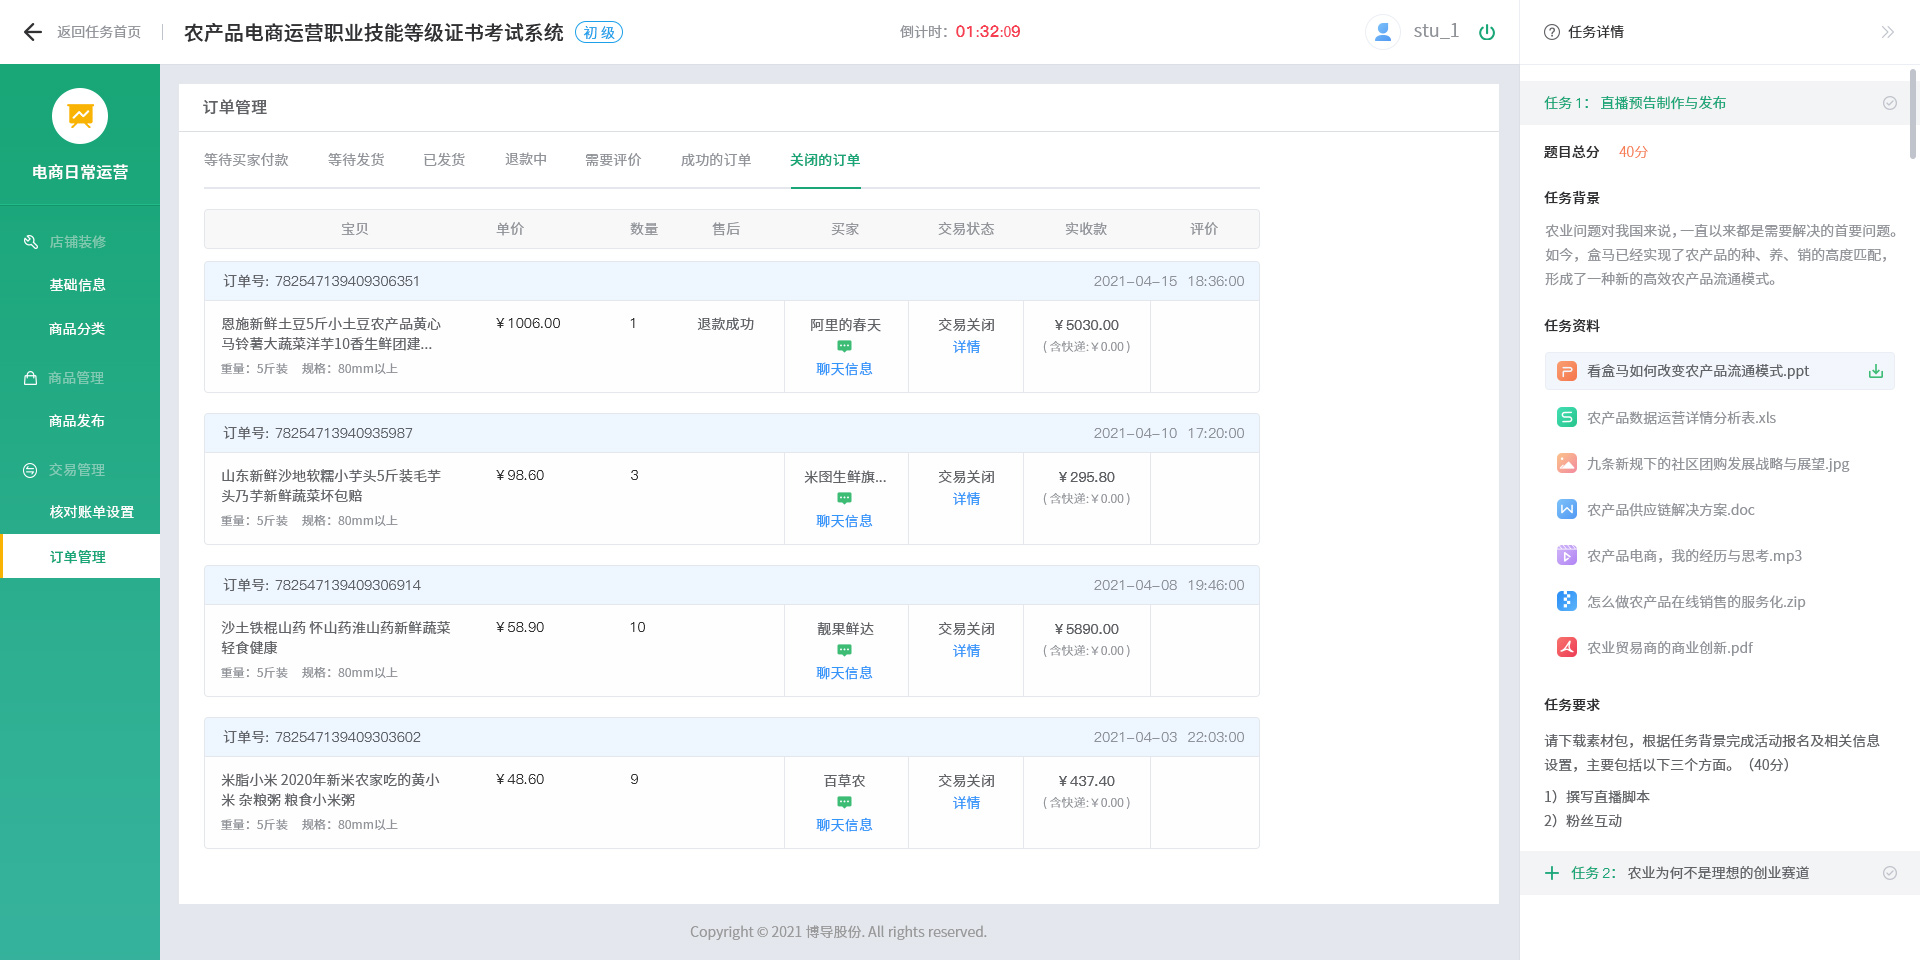 返回任务首页
农产品电商运营职业技能等级证书考试系统 初级
倒计时：01:32:09
stu_1
任务详情
电商日常运营
店铺装修
基础信息
商品分类
商品管理
商品发布
交易管理
核对账单设置
订单管理
订单管理
等待买家付款 等待发货 已发货 退款中 需要评价 成功的订单 关闭的订单
宝贝 单价 数量 售后 买家 交易状态 实收款 评价
订单号: 782547139409306351 2021-04-15 18:36:00
恩施新鲜土豆5斤小土豆农产品黄心
马铃薯大蔬菜洋芋10香生鲜团建...
重量：5斤装 规格：80mm以上
￥1006.00 1 退款成功
阿里的春天
聊天信息
交易关闭
详情
￥5030.00
( 含快递:￥0.00 )
订单号: 78254713940935987 2021-04-10 17:20:00
山东新鲜沙地软糯小芋头5斤装毛芋
头乃芋新鲜蔬菜坏包赔
重量：5斤装 规格：80mm以上
￥98.60 3
米图生鲜旗...
聊天信息
交易关闭
详情
￥295.80
( 含快递:￥0.00 )
订单号: 782547139409306914 2021-04-08 19:46:00
沙土铁棍山药 怀山药淮山药新鲜蔬菜
轻食健康
重量：5斤装 规格：80mm以上
￥58.90 10
靓果鲜达
聊天信息
交易关闭
详情
￥5890.00
( 含快递:￥0.00 )
订单号: 782547139409303602 2021-04-03 22:03:00
米脂小米 2020年新米农家吃的黄小
米 杂粮粥 粮食小米粥
重量：5斤装 规格：80mm以上
￥48.60 9
百草农
聊天信息
交易关闭
详情
￥437.40
( 含快递:￥0.00 )
Copyright © 2021 博导股份. All rights reserved.
任务 1： 直播预告制作与发布
题目总分 40分
任务背景
农业问题对我国来说，一直以来都是需要解决的首要问题。
如今，盒马已经实现了农产品的种、养、销的高度匹配，
形成了一种新的高效农产品流通模式。
任务资料
看盒马如何改变农产品流通模式.ppt
农产品数据运营详情分析表.xls
九条新规下的社区团购发展战略与展望.jpg
农产品供应链解决方案.doc
农产品电商，我的经历与思考.mp3
怎么做农产品在线销售的服务化.zip
农业贸易商的商业创新.pdf
任务要求
请下载素材包，根据任务背景完成活动报名及相关信息
设置，主要包括以下三个方面。（40分）
1）撰写直播脚本
2）粉丝互动
任务 2： 农业为何不是理想的创业赛道